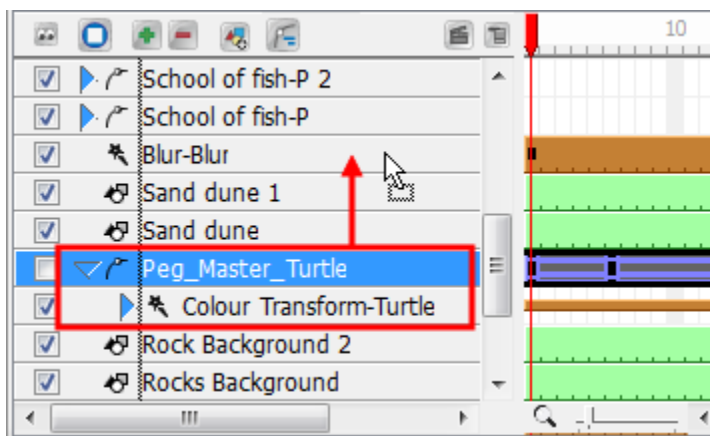 10
School of fish-P 2
School of fish-P
Blur-Blur
Sand dune 1
Sand dune
Peg_Master_Turtle
Colour Transform-Turtle
Rock Background 2
Rocks Background